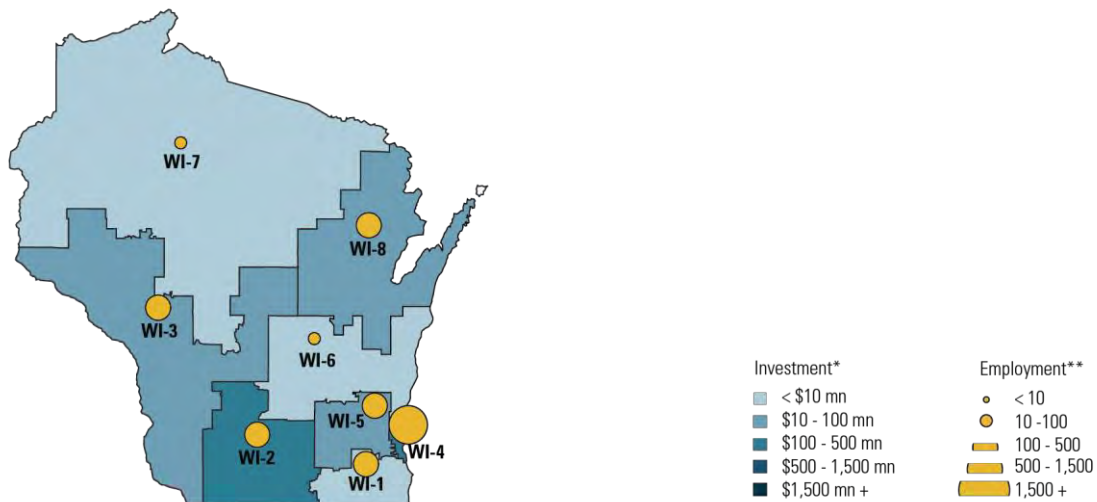 WI-7
WI-8
WI-3
WI-6
WI-5
WI-4
WI-2
WI-1
Investment*
< $10 mn
$10 - 100 mn
$100 - 500 mn
$500 - 1,500 mn
$1,500 mn +
Employment**
< 10
10 -100
100 - 500
500 - 1,500
1,500 +